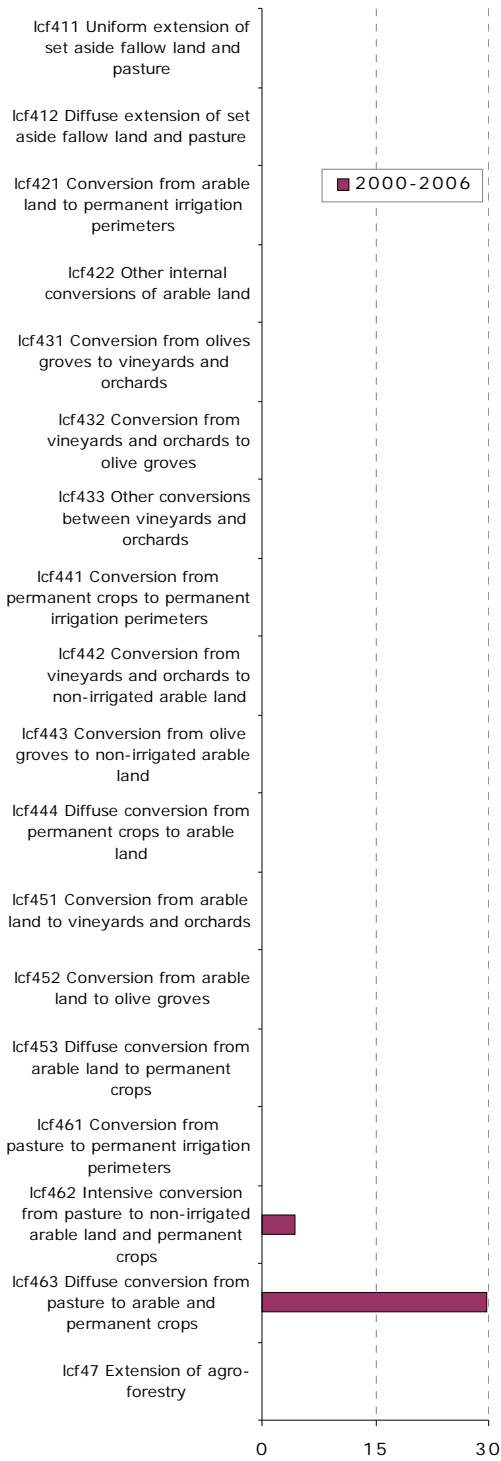 lcf411 Uniform extension of
set aside fallow land and
pasture
lcf412 Diffuse extension of set
aside fallow land and pasture
lcf421 Conversion from arable
land to permanent irrigation
perimeters
2000-2006
lcf422 Other internal
conversions of arable land
lcf431 Conversion from olives
groves to vineyards and
orchards
lcf432 Conversion from
vineyards and orchards to
olive groves
lcf433 Other conversions
between vineyards and
orchards
lcf441 Conversion from
permanent crops to permanent
irrigation perimeters
lcf442 Conversion from
vineyards and orchards to
non-irrigated arable land
lcf443 Conversion from olive
groves to non-irrigated arable
land
lcf444 Diffuse conversion from
permanent crops to arable
land
lcf451 Conversion from arable
land to vineyards and orchards
lcf452 Conversion from arable
land to olive groves
lcf453 Diffuse conversion from
arable land to permanent
crops
lcf461 Conversion from
pasture to permanent irrigation
perimeters
lcf462 Intensive conversion
from pasture to non-irrigated
arable land and permanent
crops
lcf463 Diffuse conversion from
pasture to arable and
permanent crops
lcf47 Extension of agro-
forestry
0 15 30